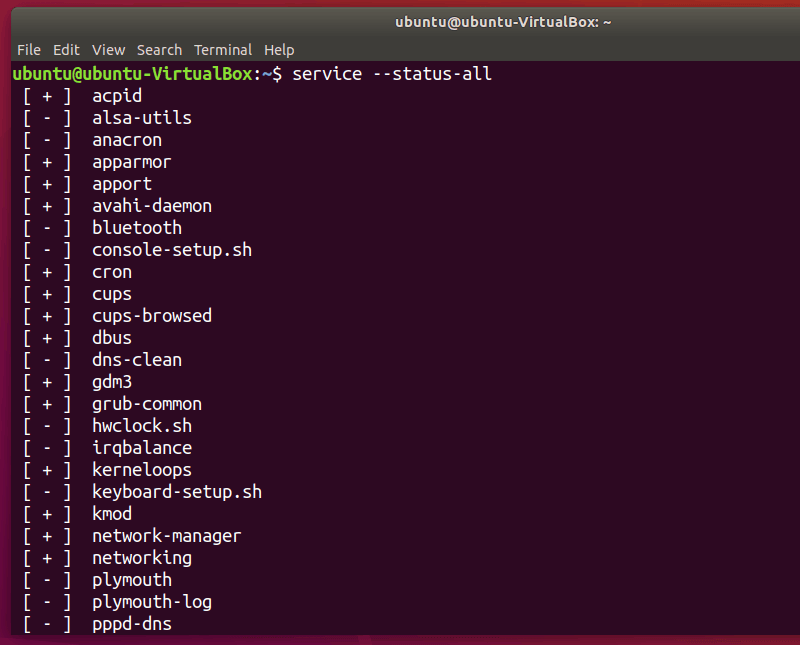 ubuntu@ubuntu-VirtualBox: ~
File Edit View Search Terminal Help
ubuntu@ubuntu-VirtualBox:~$ service --status-all
[ + ] acpid
[ - ] alsa-utils
[ - ] anacron
[ + ] apparmor
[ + ] apport
[ + ] avahi-daemon
[ - ] bluetooth
[ - ] console-setup.sh
[ + ] cron
[ + ] cups
[ + ] cups-browsed
[ + ] dbus
[ - ] dns-clean
[ + ] gdm3
[ + ] grub-common
[ - ] hwclock.sh
[ - ] irqbalance
[ + ] kerneloops
[ - ] keyboard-setup.sh
[ + ] kmod
[ + ] network-manager
[ + ] networking
[ - ] plymouth
[ - ] plymouth-log
[ - ] pppd-dns